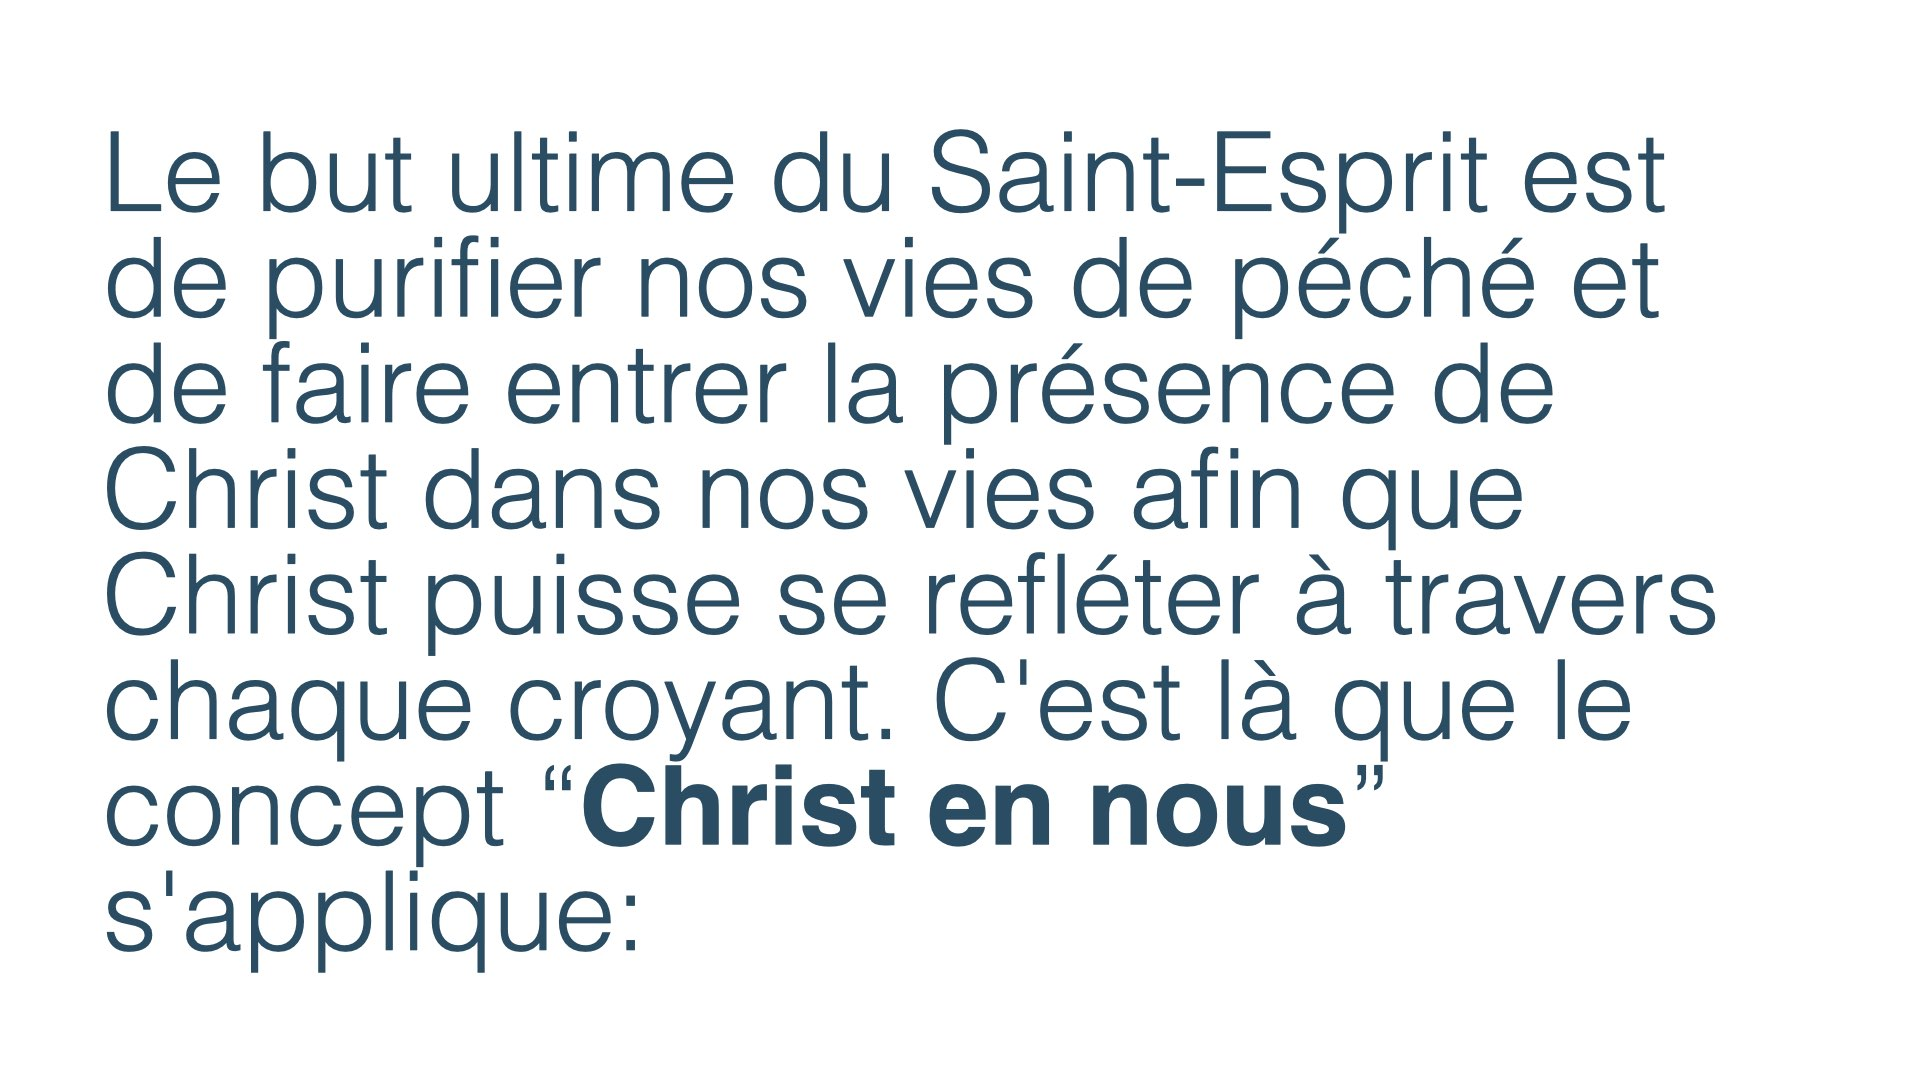 Le but ultime du Saint-Esprit est
de purifier nos vies de péché et
de faire entrer la présence de
Christ dans nos vies afin que
Christ puisse se refléter à travers
chaque croyant. C'est là que le
concept “Christ en nous”
s'applique: